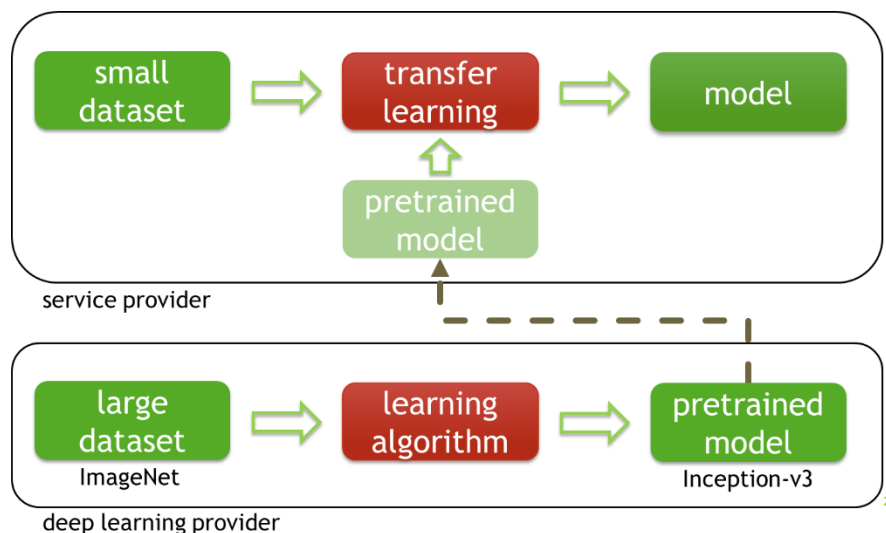 small
dataset
transfer
learning
model
pretrained
model
service provider
large
dataset
learning
algorithm
pretrained
model
ImageNet
Inception-v3
deep learning provider